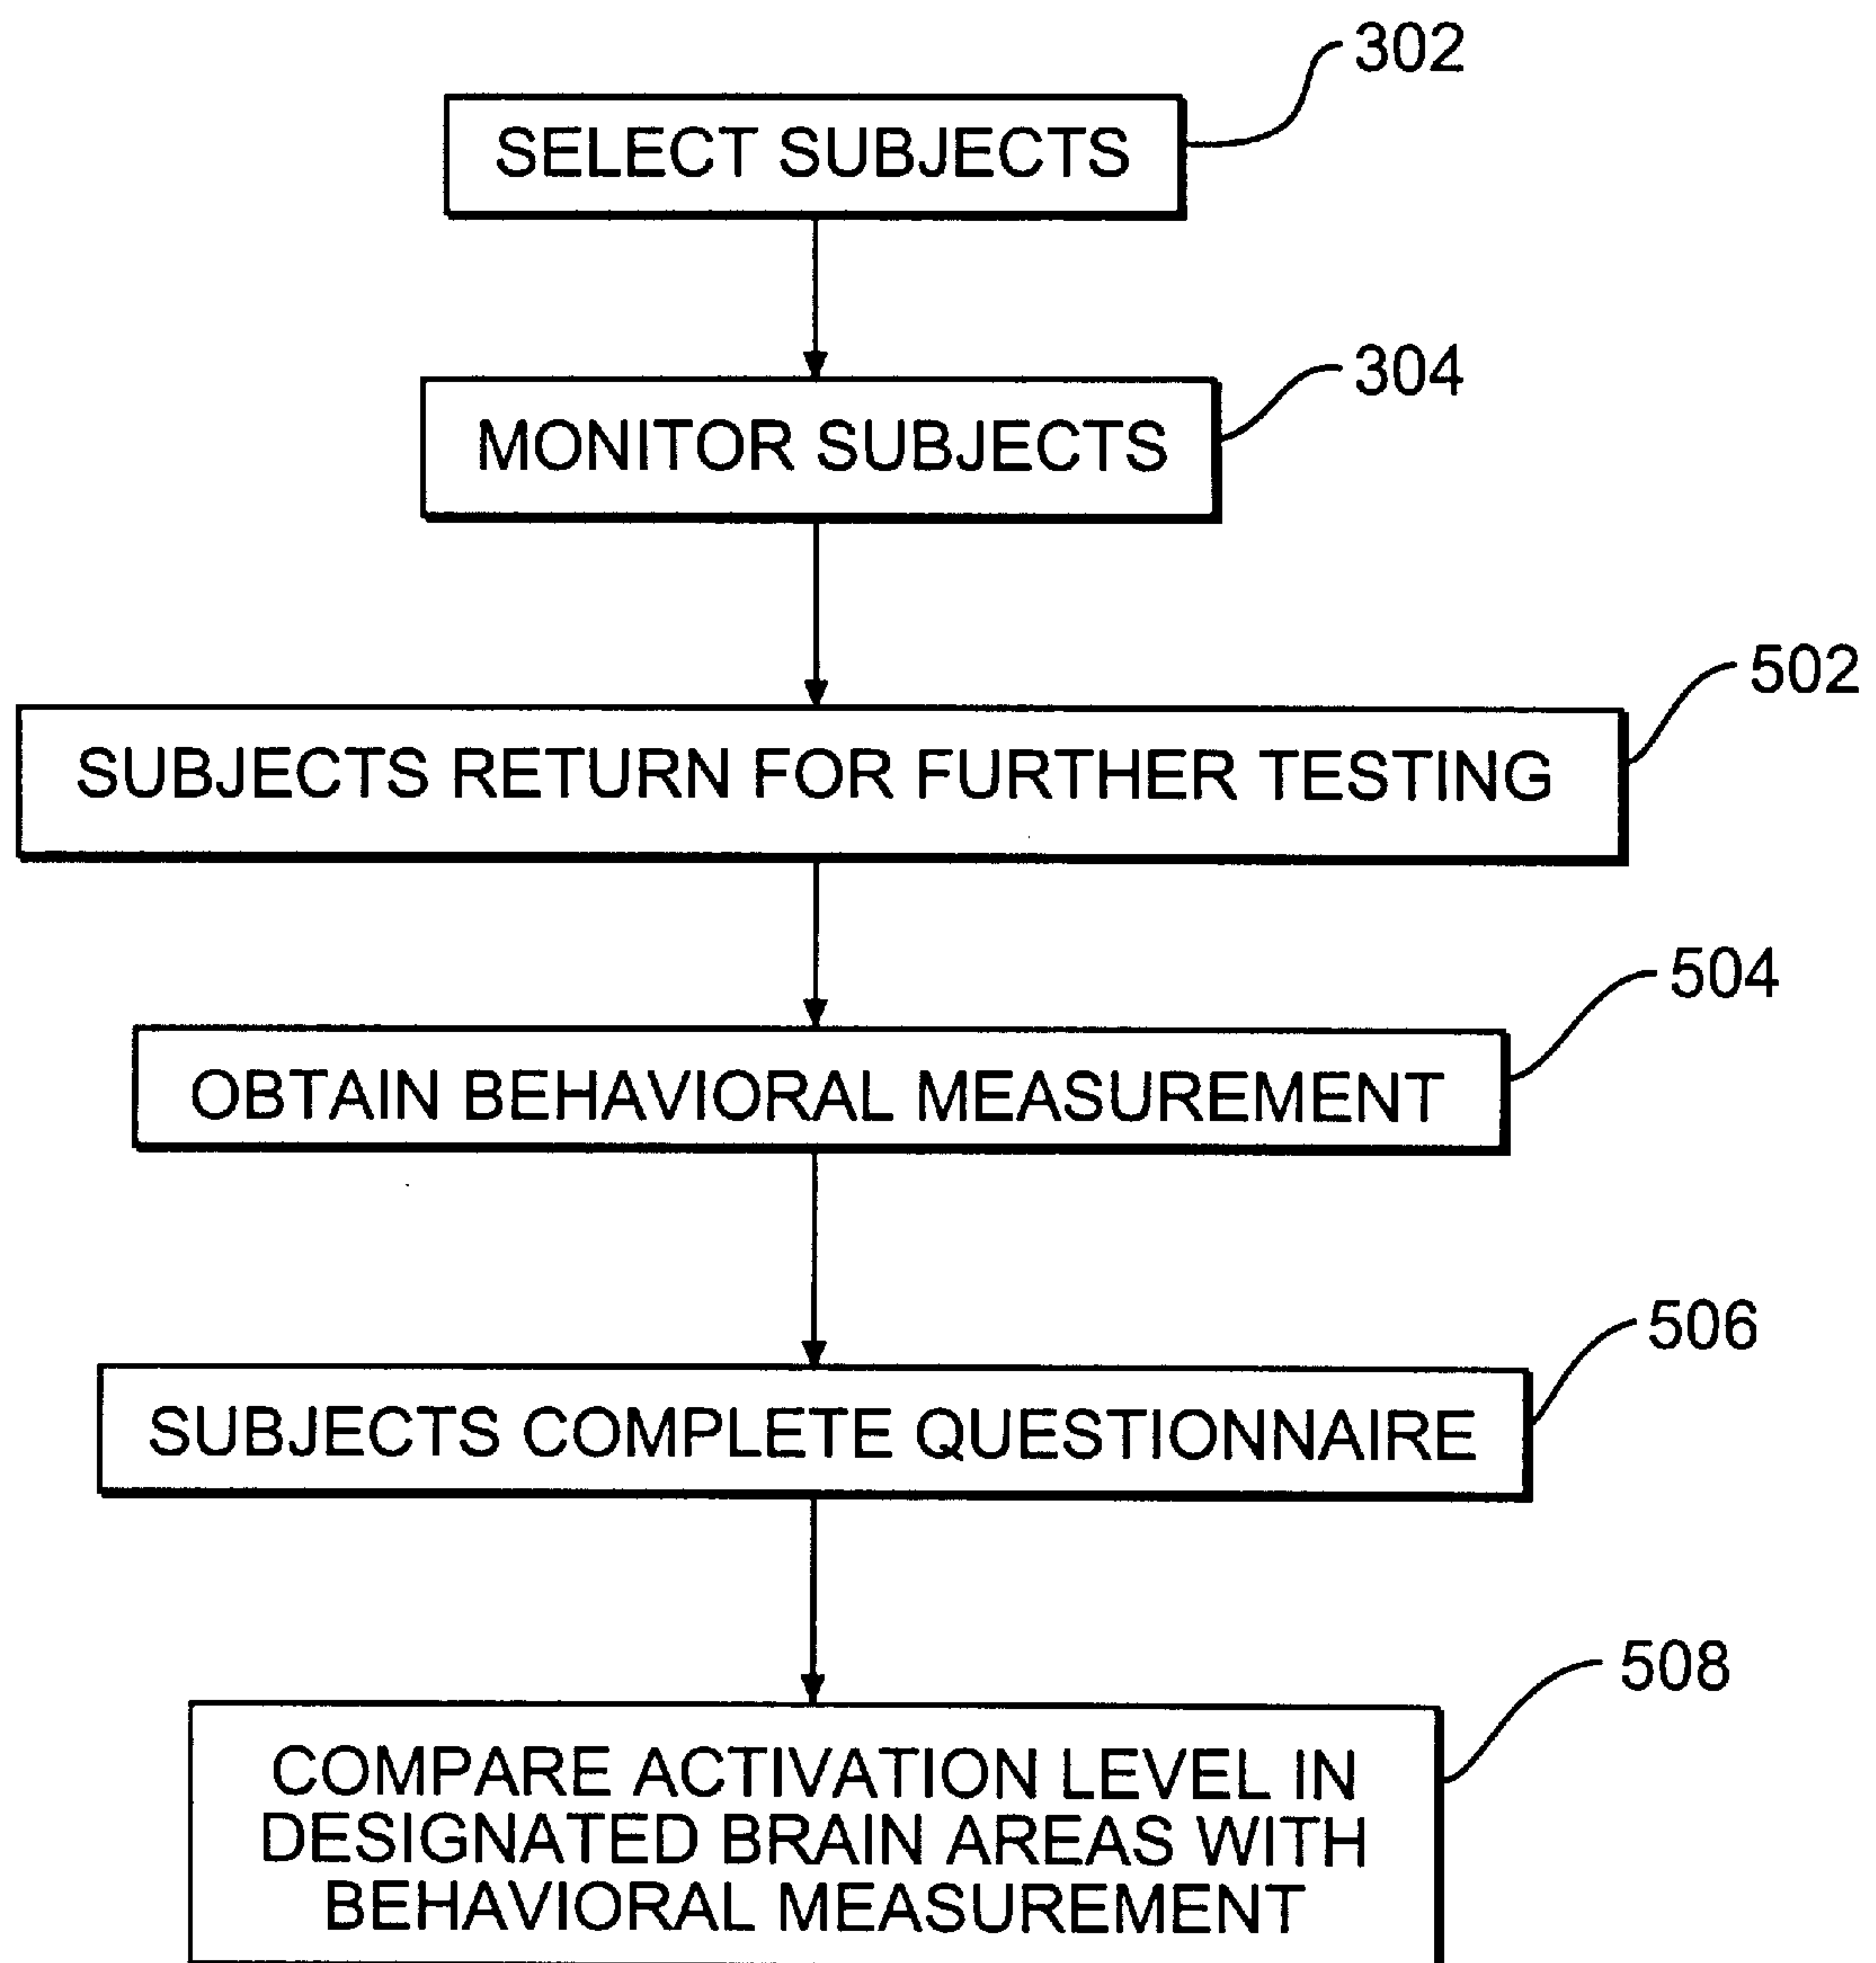 302
SELECT SUBJECTS
304
MONITOR SUBJECTS
502
SUBJECTS RETURN FOR FURTHER TESTING
504
OBTAIN BEHAVIORAL MEASUREMENT
506
SUBJECTS COMPLETE QUESTIONNAIRE
508
COMPARE ACTIVATION LEVEL IN
DESIGNATED BRAIN AREAS WITH
BEHAVIORAL MEASUREMENT